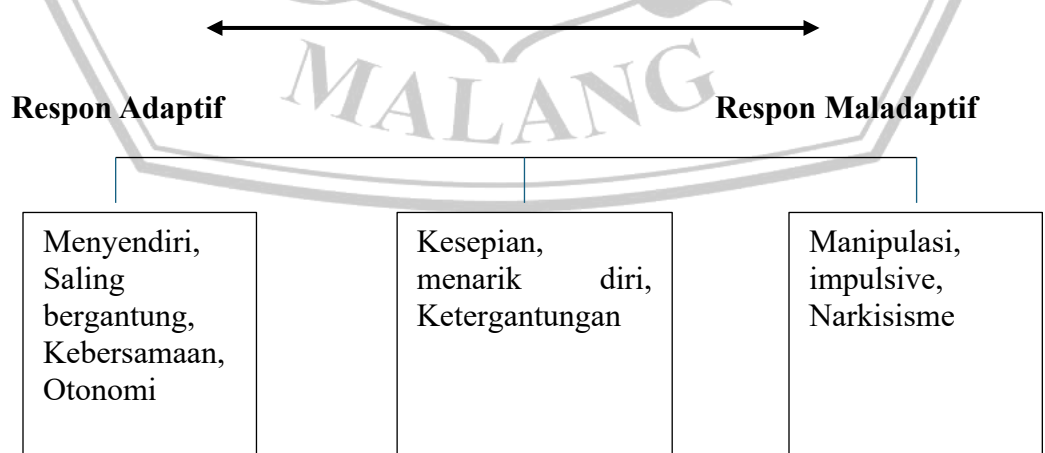 MALANG
Respon Adaptif
Respon Maladaptif
Menyendiri,
Saling
bergantung,
Kebersamaan,
Otonomi
Kesepian,
menarik diri,
Ketergantungan
Manipulasi,
impulsive,
Narkisisme